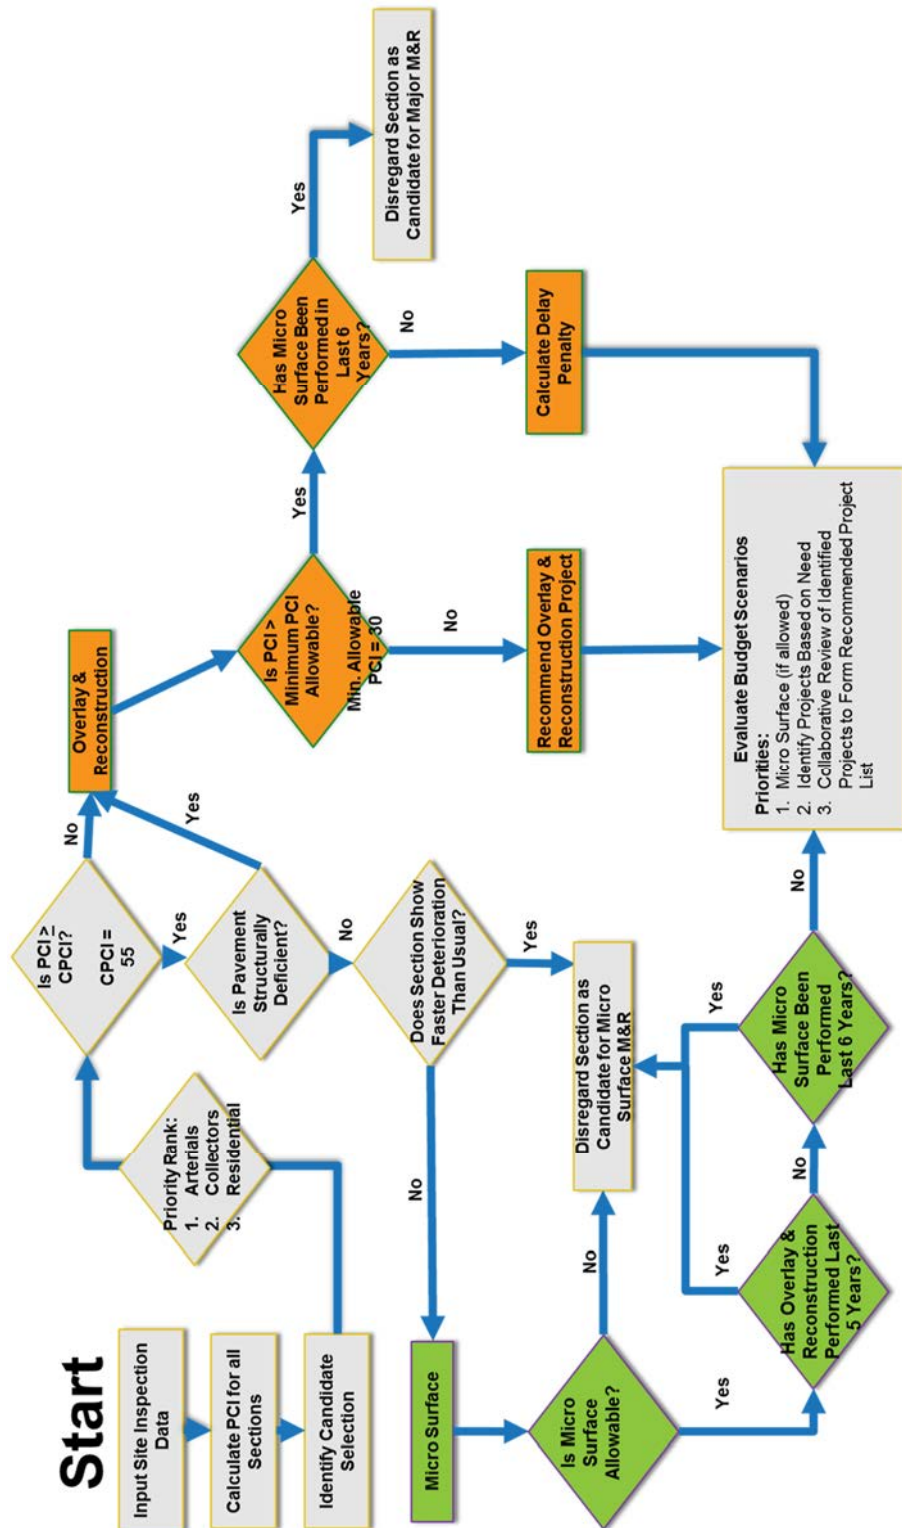 Start
Input Site Inspection
Data
Calculate PCI for all
Sections
Identify Candidate
Selection
Priority Rank:
1. Arterials
2. Collectors
3. Residential
Is PCI ≥
CPCI?
CPCI =
55
No
Yes
Overlay &
Reconstruction
Is Pavement
Structurally
Deficient?
Yes
No
Does Section Show
Faster Deterioration
Than Usual?
No
Yes
Is PCI >
Minimum PCI
Allowable?
Min. Allowable
PCI = 30
Yes
No
Has Micro
Surface Been
Performed in
Last 6
Years?
Yes
No
Disregard Section as
Candidate for Major M&R
Calculate Delay
Penalty
Recommend Overlay &
Reconstruction Project
Micro Surface
Is Micro
Surface
Allowable?
No
Yes
Disregard Section as
Candidate for Micro
Surface M&R
Has Overlay &
Reconstruction
Performed Last
5 Years?
Yes
No
Has Micro
Surface Been
Performed
Last 6 Years?
Yes
No
Evaluate Budget Scenarios
Priorities:
1. Micro Surface (if allowed)
2. Identify Projects Based on Need
3. Collaborative Review of Identified
Projects to Form Recommended Project
List